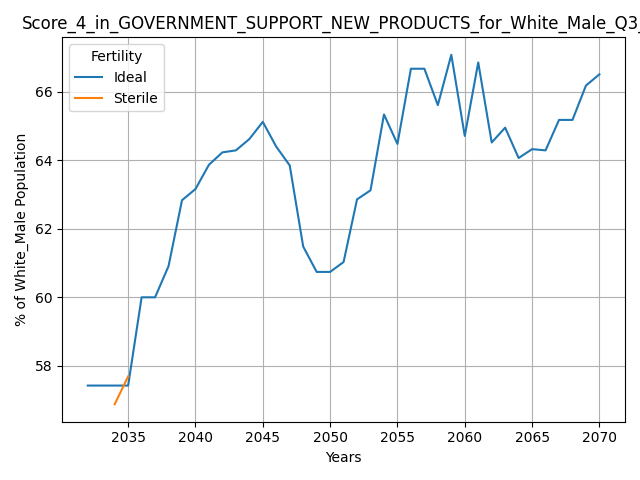 Score_4_in_GOVERNMENT_SUPPORT_NEW_PRODUCTS_for_White_Male_Q3_
Fertility
Ideal
Sterile
% of White_Male Population
66
64
62
60
58
2035 2040 2045 2050 2055 2060 2065 2070
Years